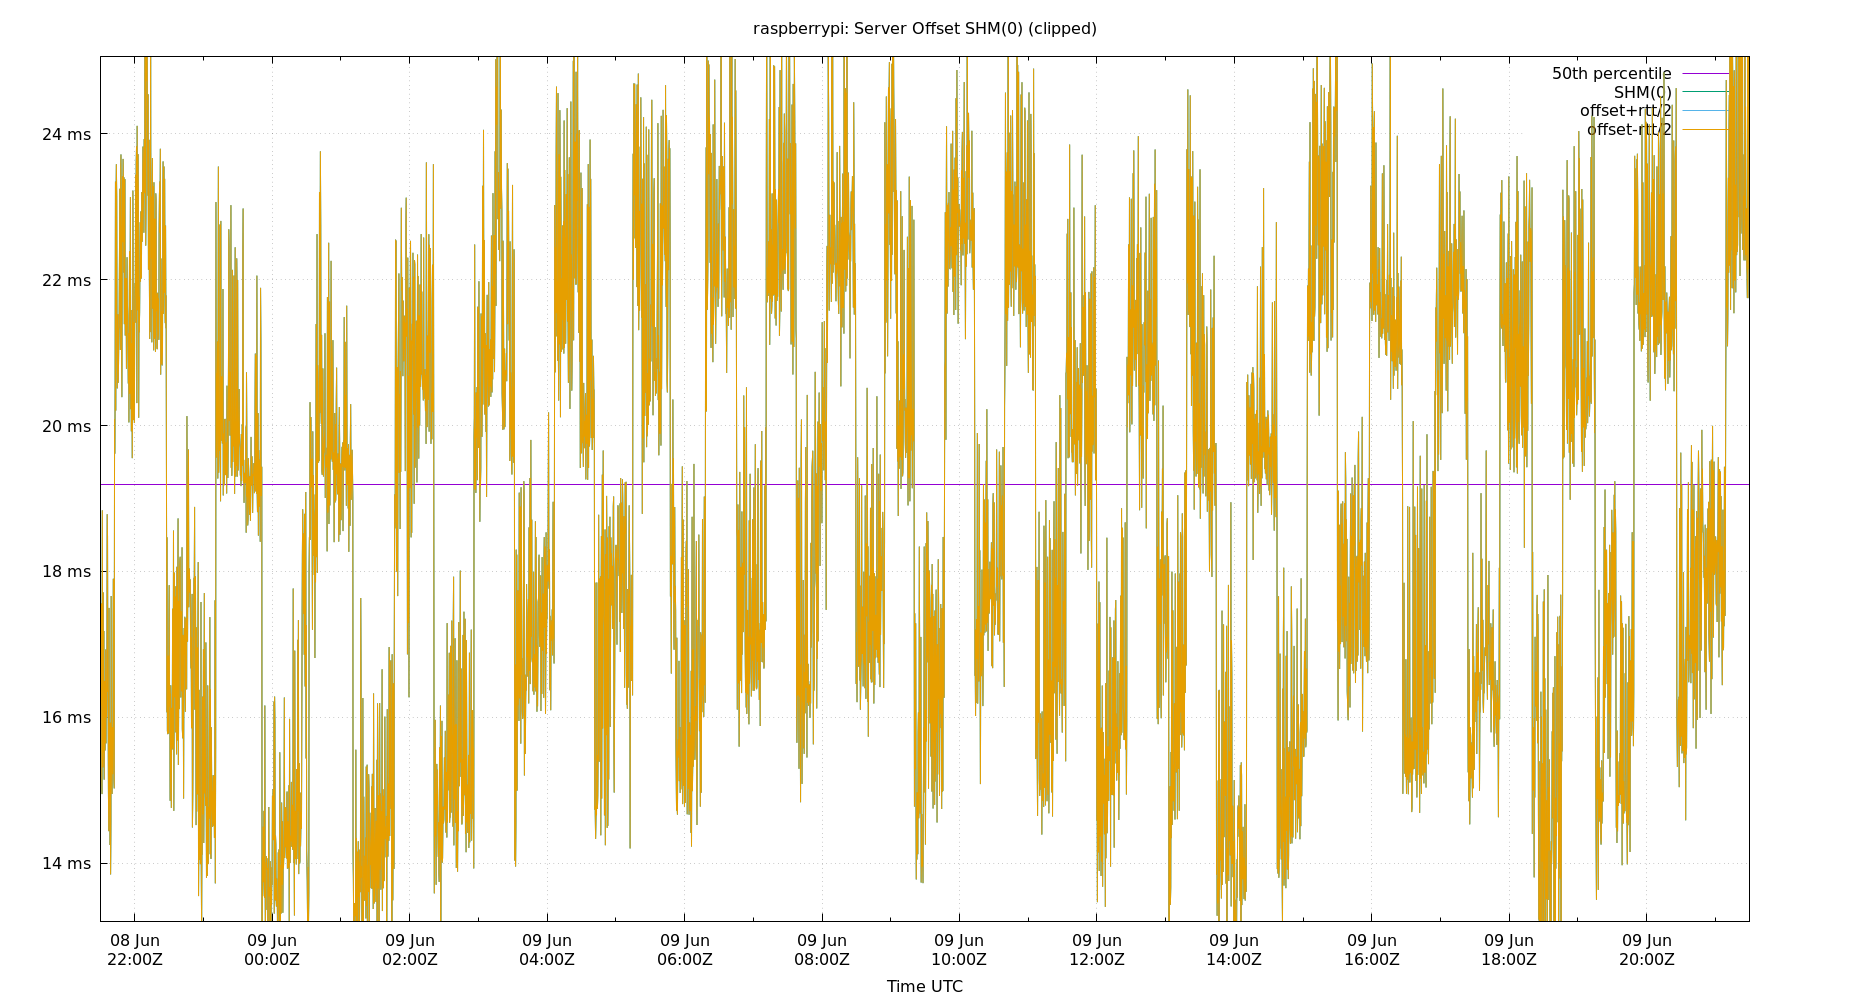 raspberrypi: Server Offset SHM(0) (clipped)
50th percentile
SHM(0)
offset+rtt/2
offset-rtt/2
24 ms
22 ms
20 ms
18 ms
16 ms
14 ms
08 Jun 09 Jun 09 Jun 09 Jun 09 Jun 09 Jun 09 Jun 09 Jun 09 Jun 09 Jun 09 Jun 09 Jun
22:00Z 00:00Z 02:00Z 04:00Z 06:00Z 08:00Z 10:00Z 12:00Z 14:00Z 16:00Z 18:00Z 20:00Z
Time UTC